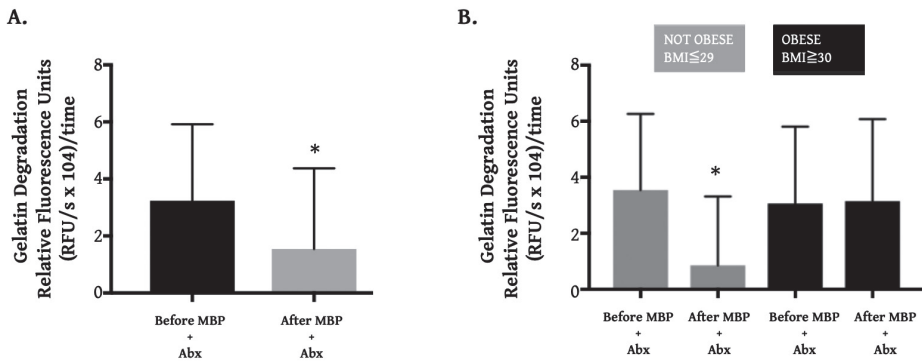 A.
Gelatin Degradation
Relative Fluorescence Units
(RFU/s x 104)/time
8
6
4
2
0
*
Before MBP
+
Abx
After MBP
+
Abx
B.
NOT OBESE
BMI≦29
OBESE
BMI≧30
Gelatin Degradation
Relative Fluorescence Units
(RFU/s x 104)/time
8
6
4
2
0
*
Before MBP
+
Abx
After MBP
+
Abx
Before MBP
+
Abx
After MBP
+
Abx